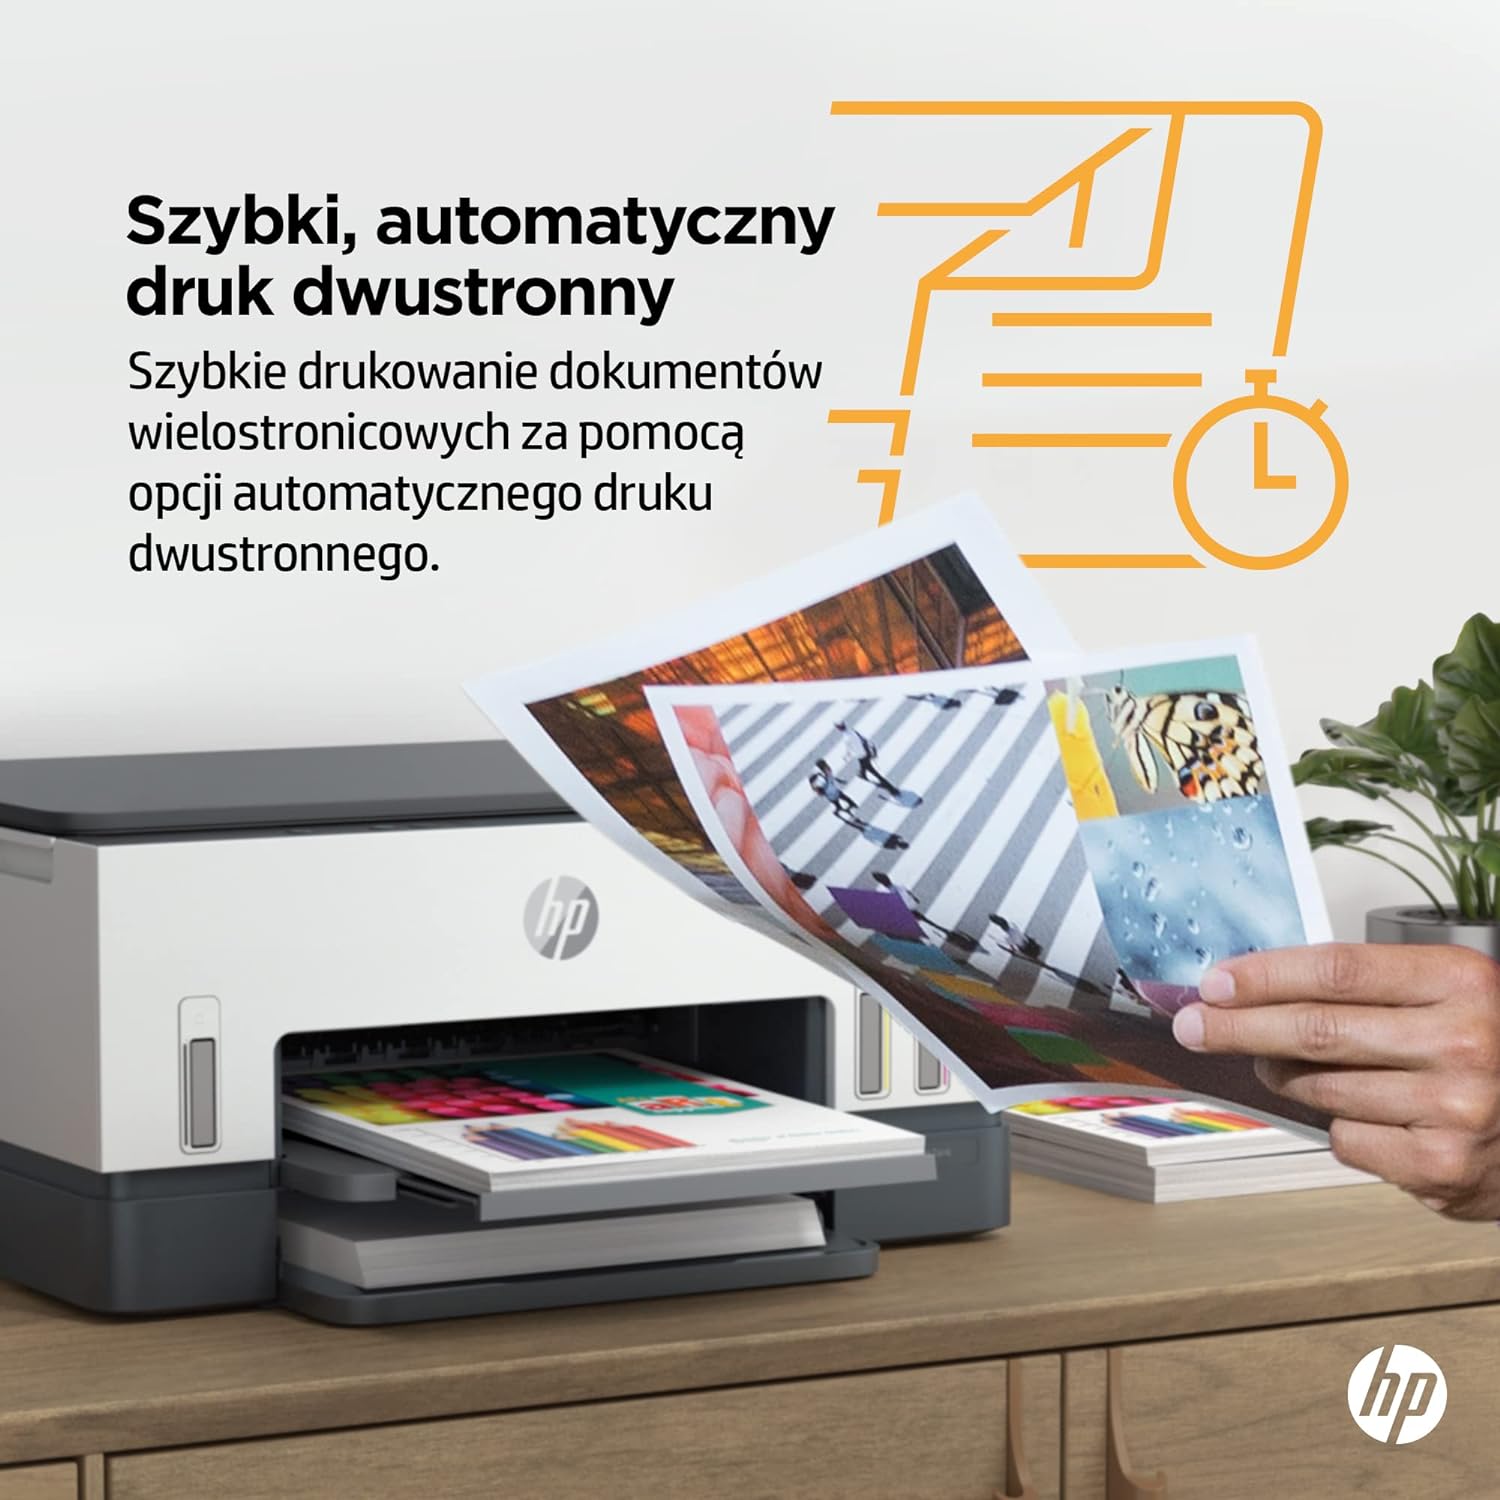 Szybki, automatyczny
druk dwustronny
Szybkie drukowanie dokumentów
wielostronicowych za pomocą
opcji automatycznego druku
dwustronnego.
hp
hp